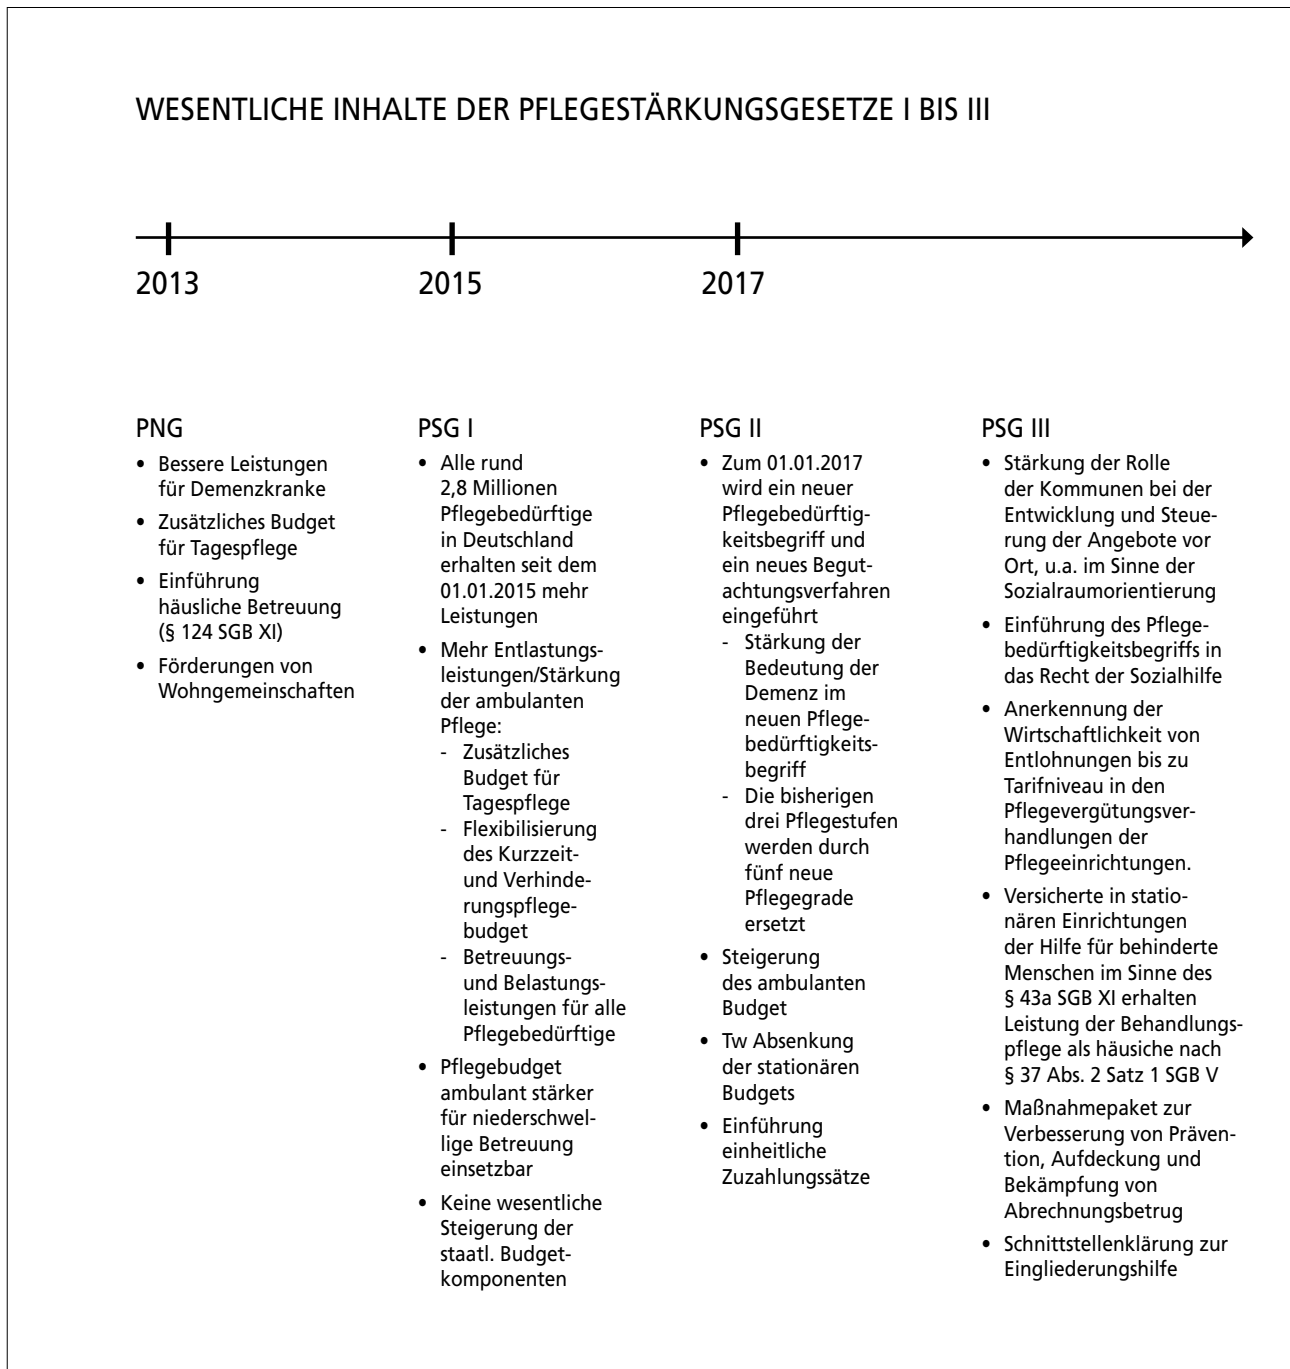 WESENTLICHE INHALTE DER PFLEGESTÄRKUNGSGESETZE I BIS III
2013
2015
2017
PNG
• Bessere Leistungen
für Demenzkranke
• Zusätzliches Budget
für Tagespflege
• Einführung
häusliche Betreuung
(§ 124 SGB XI)
• Förderungen von
Wohngemeinschaften
PSG I
• Alle rund
2,8 Millionen
Pflegebedürftige
in Deutschland
erhalten seit dem
01.01.2015 mehr
Leistungen
• Mehr Entlastungs-
leistungen/Stärkung
der ambulanten
Pflege:
- Zusätzliches
Budget für
Tagespflege
- Flexibilisierung
des Kurzzeit-
und Verhinde-
rungspflege-
budget
- Betreuungs-
und Belastungs-
leistungen für alle
Pflegebedürftige
• Pflegebudget
ambulant stärker
für niederschwel-
lige Betreuung
einsetzbar
• Keine wesentliche
Steigerung der
staatl. Budget-
komponenten
PSG II
• Zum 01.01.2017
wird ein neuer
Pflegebedürftig-
keitsbegriff und
ein neues Begut-
achtungsverfahren
eingeführt
- Stärkung der
Bedeutung der
Demenz im
neuen Pflege-
bedürftigkeits-
begriff
- Die bisherigen
drei Pflegestufen
werden durch
fünf neue
Pflegegrade
ersetzt
• Steigerung
des ambulanten
Budget
• Tw Absenkung
der stationären
Budgets
• Einführung
einheitliche
Zuzahlungssätze
PSG III
• Stärkung der Rolle
der Kommunen bei der
Entwicklung und Steue-
rung der Angebote vor
Ort, u.a. im Sinne der
Sozialraumorientierung
• Einführung des Pflege-
bedürftigkeitsbegriffs in
das Recht der Sozialhilfe
• Anerkennung der
Wirtschaftlichkeit von
Entlohnungen bis zu
Tarifniveau in den
Pflegevergütungsver-
handlungen der
Pflegeeinrichtungen.
• Versicherte in statio-
nären Einrichtungen
der Hilfe für behinderte
Menschen im Sinne des
§ 43a SGB XI erhalten
Leistung der Behandlungs-
pflege als häusiche nach
§ 37 Abs. 2 Satz 1 SGB V
• Maßnahmepaket zur
Verbesserung von Präven-
tion, Aufdeckung und
Bekämpfung von
Abrechnungsbetrug
• Schnittstellenklärung zur
Eingliederungshilfe